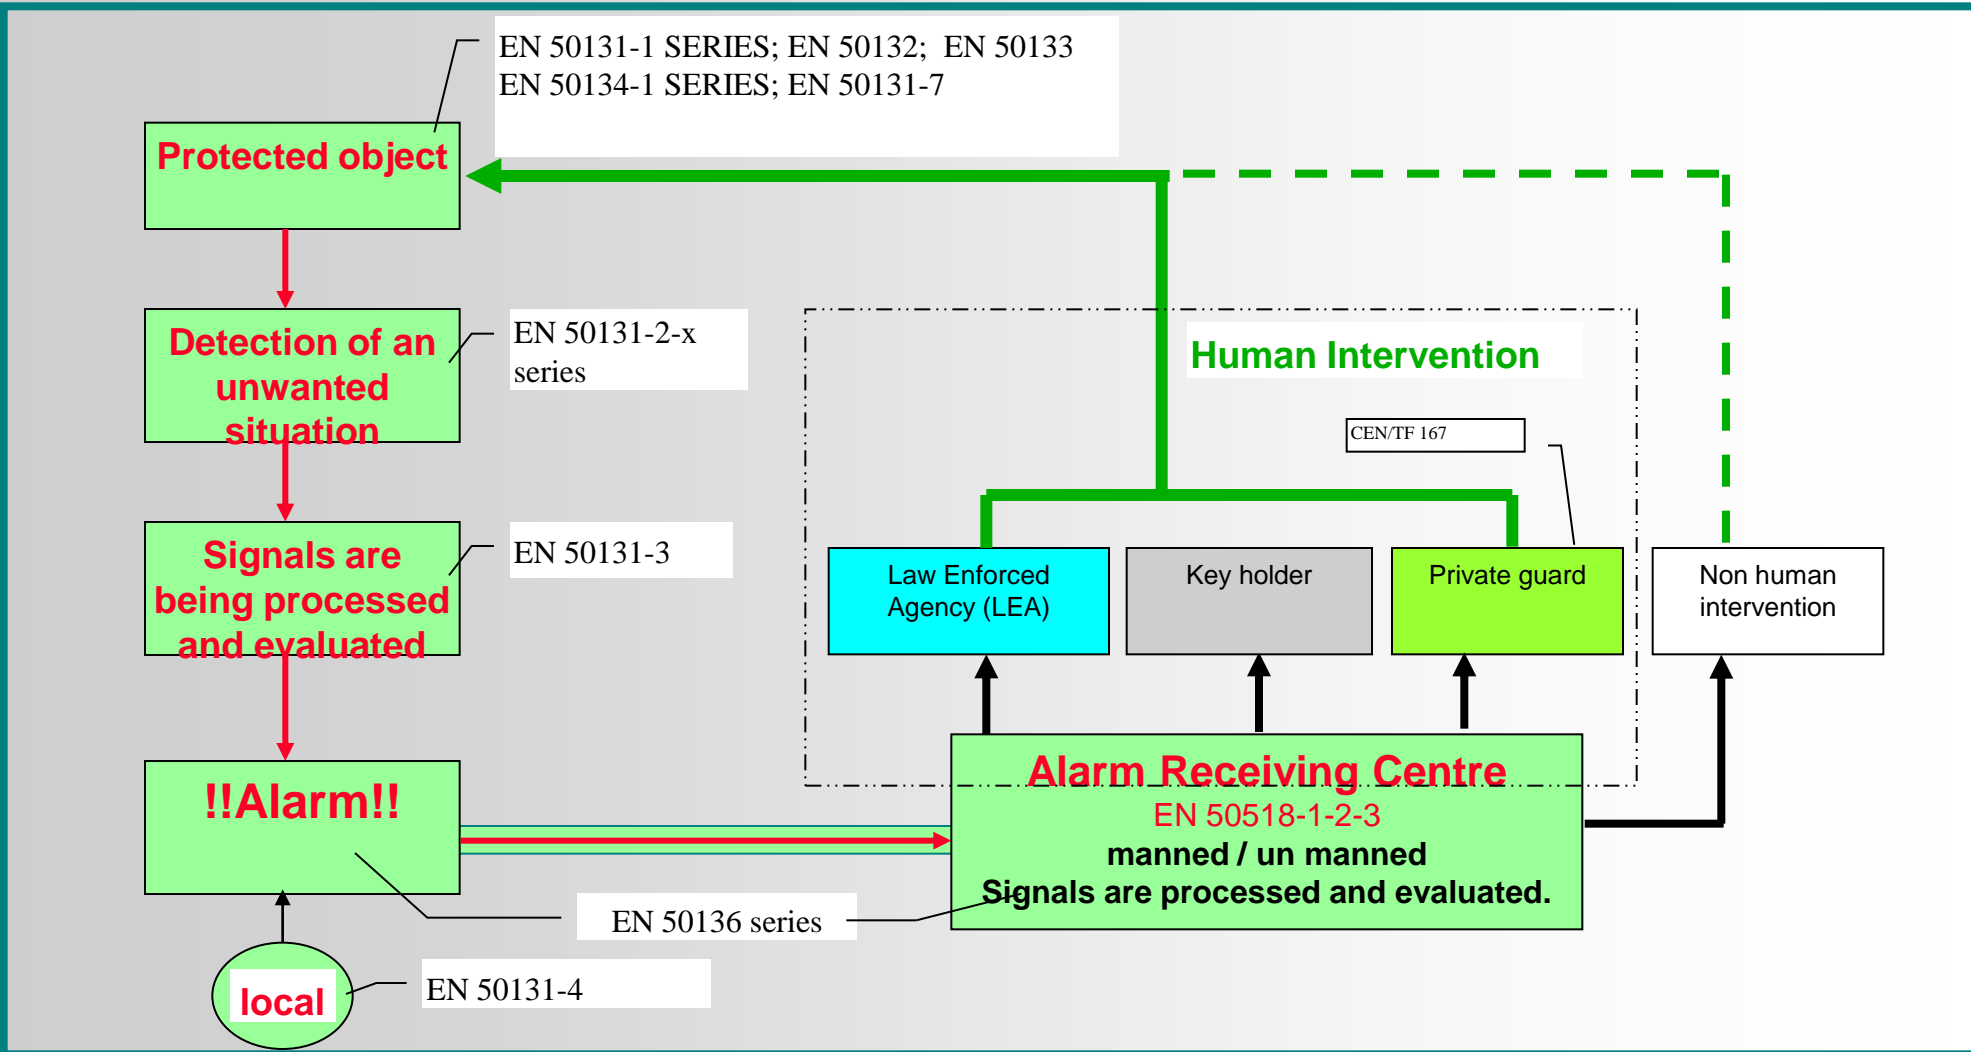 EN 50131-1 SERIES; EN 50132; EN 50133
EN 50134-1 SERIES; EN 50131-7
Protected object
Detection of an
unwanted
situation
EN 50131-2-x
series
Human Intervention
CEN/TF 167
Signals are
being processed
and evaluated
EN 50131-3
Law Enforced
Agency (LEA)
Key holder
Private guard
Non human
intervention
!!Alarm!!
Alarm Receiving Centre
EN 50518-1-2-3
manned / un manned
Signals are processed and evaluated.
EN 50136 series
local
EN 50131-4